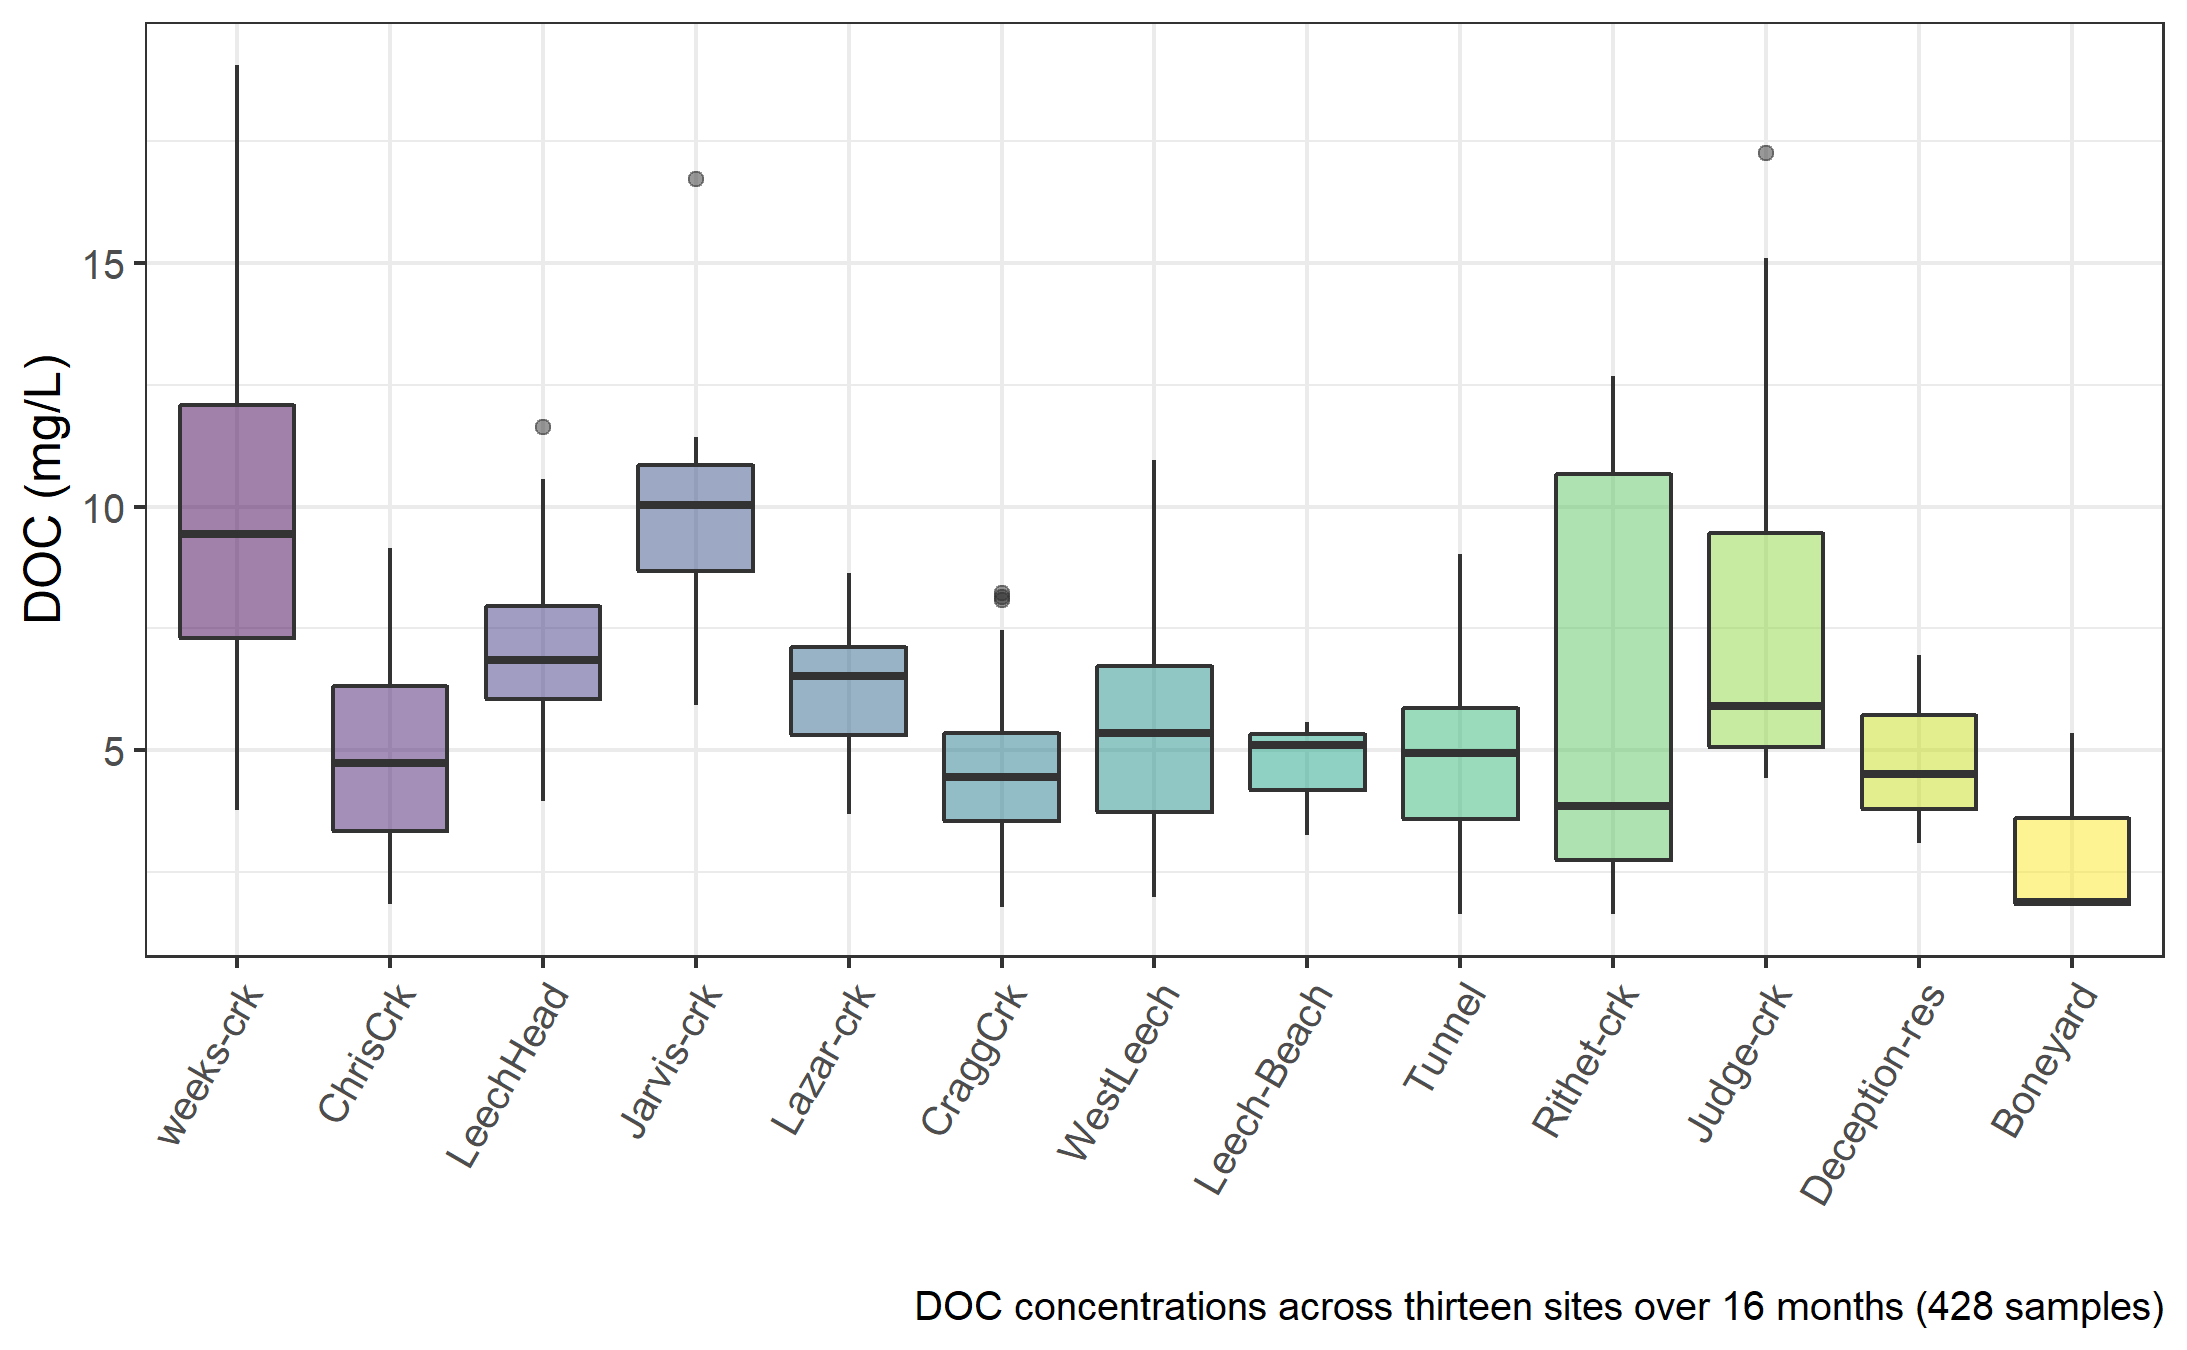 DOC (mg/L)
15
10
5
weeks-crk
ChrisCrk
LeechHead
Jarvis-crk
Lazar-crk
CraggCrk
WestLeech
Leech-Beach
Tunnel
Rithet-crk
Judge-crk
Deception-res
Boneyard
DOC concentrations across thirteen sites over 16 months (428 samples)